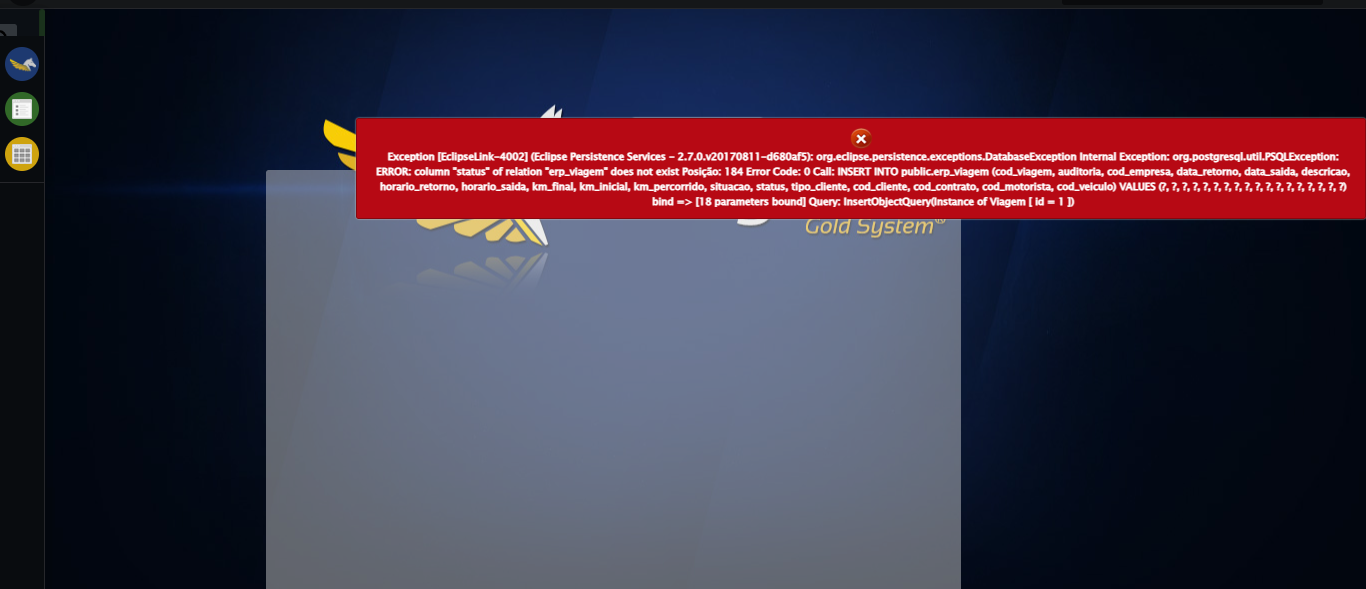 Exception [EclipseLink-4002] (Eclipse Persistence Services - 2.7.0.v20170811-d680af5): org.eclipse.persistence.exceptions.DatabaseException Internal Exception: org.postgresql.util.PSQLException:
ERROR: column "status" of relation "erp_viagem" does not exist Posição: 184 Error Code: 0 Call: INSERT INTO public.erp_viagem (cod_viagem, auditoria, cod_empresa, data_retorno, data_saida, descricao,
horario_retorno, horario_saida, km_final, km_inicial, km_percorrido, situacao, status, tipo_cliente, cod_cliente, cod_contrato, cod_motorista, cod_veiculo) VALUES (?, ?, ?, ?, ?, ?, ?, ?, ?, ?, ?, ?, ?, ?, ?, ?, ?, ?)
bind => [18 parameters bound] Query: InsertObjectQuery(Instance of Viagem [ id = 1 ])
Gold System®